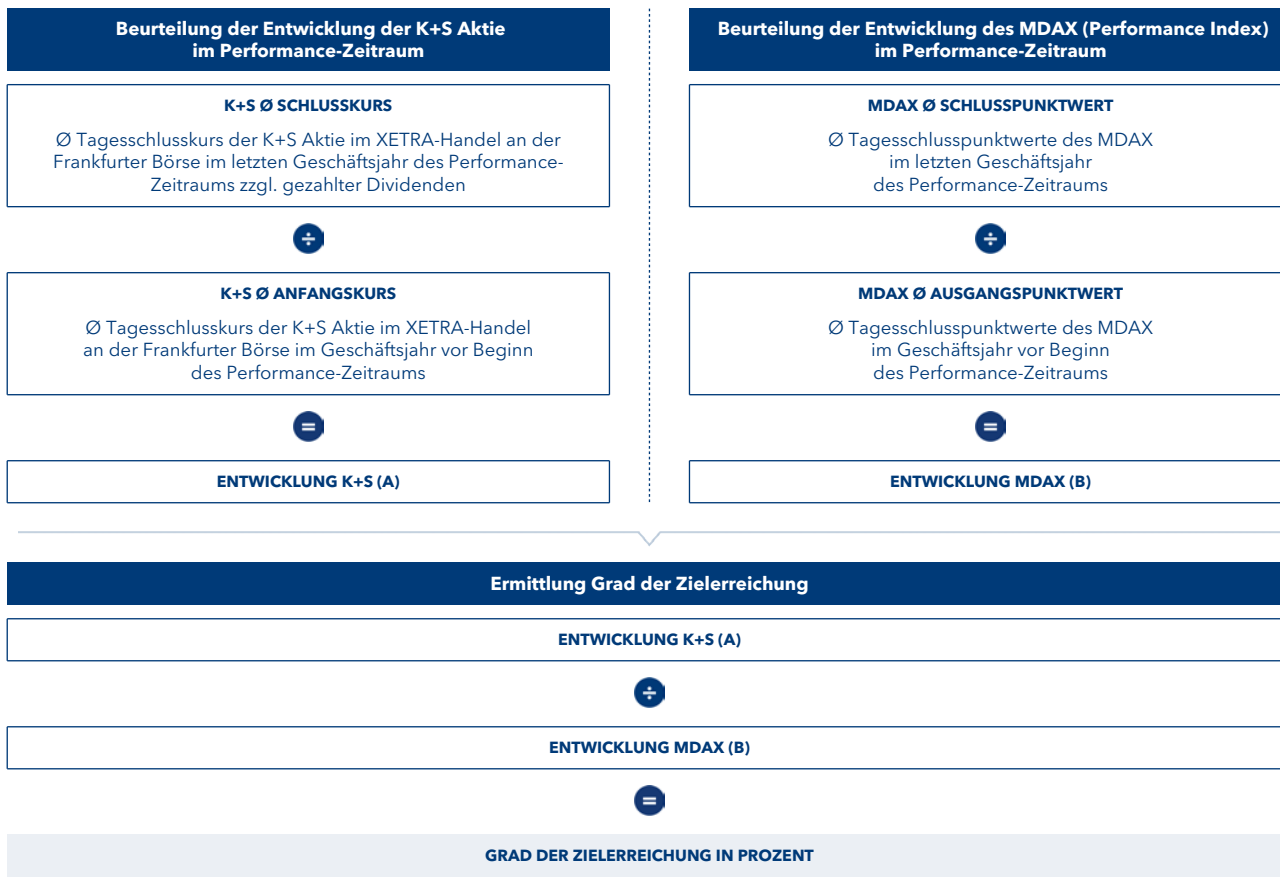 Beurteilung der Entwicklung der K+S Aktie
im Performance-Zeitraum
K+S Ø SCHLUSSKURS
Ø Tagesschlusskurs der K+S Aktie im XETRA-Handel an der
Frankfurter Börse im letzten Geschäftsjahr des Performance-
Zeitraums zzgl. gezahlter Dividenden
÷
K+S Ø ANFANGSKURS
Ø Tagesschlusskurs der K+S Aktie im XETRA-Handel
an der Frankfurter Börse im Geschäftsjahr vor Beginn
des Performance-Zeitraums
=
ENTWICKLUNG K+S (A)
Beurteilung der Entwicklung des MDAX (Performance Index)
im Performance-Zeitraum
MDAX Ø SCHLUSSPUNKTWERT
Ø Tagesschlusspunktwerte des MDAX
im letzten Geschäftsjahr
des Performance-Zeitraums
÷
MDAX Ø AUSGANGSPUNKTWERT
Ø Tagesschlusspunktwerte des MDAX
im Geschäftsjahr vor Beginn
des Performance-Zeitraums
=
ENTWICKLUNG MDAX (B)
Ermittlung Grad der Zielerreichung
ENTWICKLUNG K+S (A)
÷
ENTWICKLUNG MDAX (B)
=
GRAD DER ZIELERREICHUNG IN PROZENT